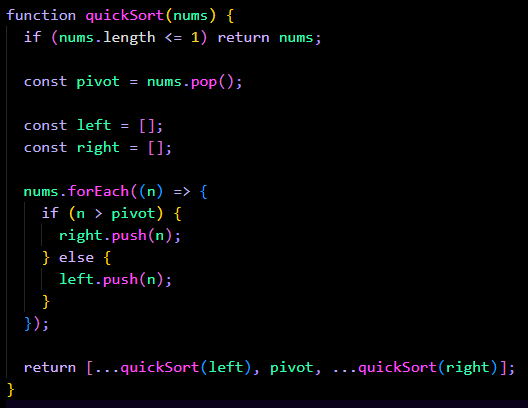 function quickSort(nums) {
  if (nums.length <= 1) return nums;

  const pivot = nums.pop();

  const left = [];
  const right = [];

  nums.forEach((n) => {
    if (n > pivot) {
      right.push(n);
    } else {
      left.push(n);
    }
  });

  return [...quickSort(left), pivot, ...quickSort(right)];
}